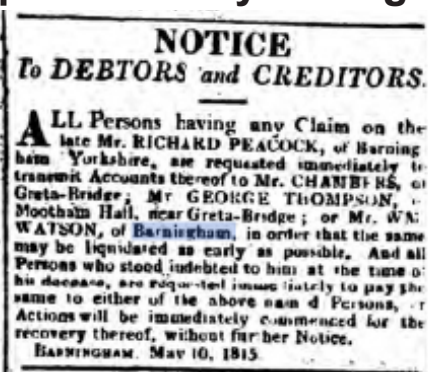 NOTICE
To DEBTORS and CREDITORS.
ALL Persons having any Claim on the
late Mr. RICHARD PEACOCK, of Barning
ham Yorkshire, are requested immediately to
transmit Accounts thereof to Mr. CHAMBERS, of
Greta-Bridge; Mr GEORGE THOMPSON,
Mootham Hall, near Greta-Bridge; or Mr. WM.
WATSON, of Barningham, in order that the same
may be liquidated as early as possible. And all
Persons who stood indebted to him at the time of
his decease, are requested immediately to pay the
same to either of the above nam d Persons, or
Actions will be immediately commenced for the
recovery thereof, without further Notice.
BARNINGHAM. May 10, 1815.